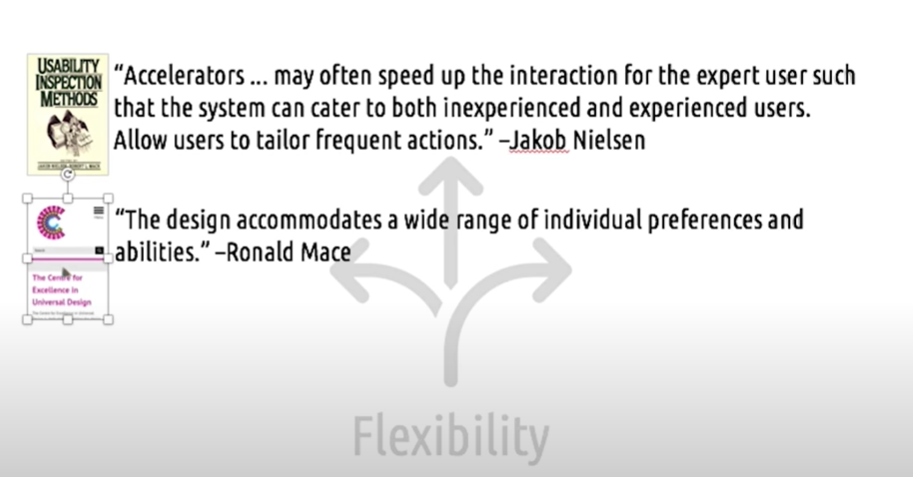 USABILITY
INSPECTION
METHODS
“Accelerators ... may often speed up the interaction for the expert user such
that the system can cater to both inexperienced and experienced users.
Allow users to tailor frequent actions.” –Jakob Nielsen
“The design accommodates a wide range of individual preferences and
abilities.” –Ronald Mace
The Centre for
Excellence in
Universal Design
Flexibility